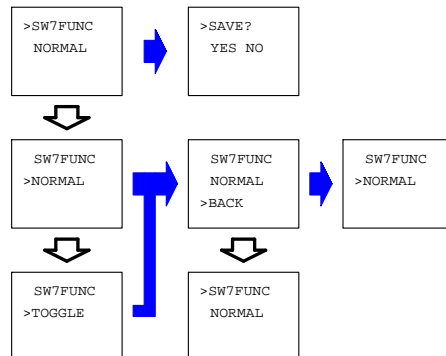 >SW7FUNC
NORMAL
>SAVE?
YES NO
SW7FUNC
>NORMAL
SW7FUNC
NORMAL
>BACK
SW7FUNC
>NORMAL
SW7FUNC
>TOGGLE
>SW7FUNC
NORMAL